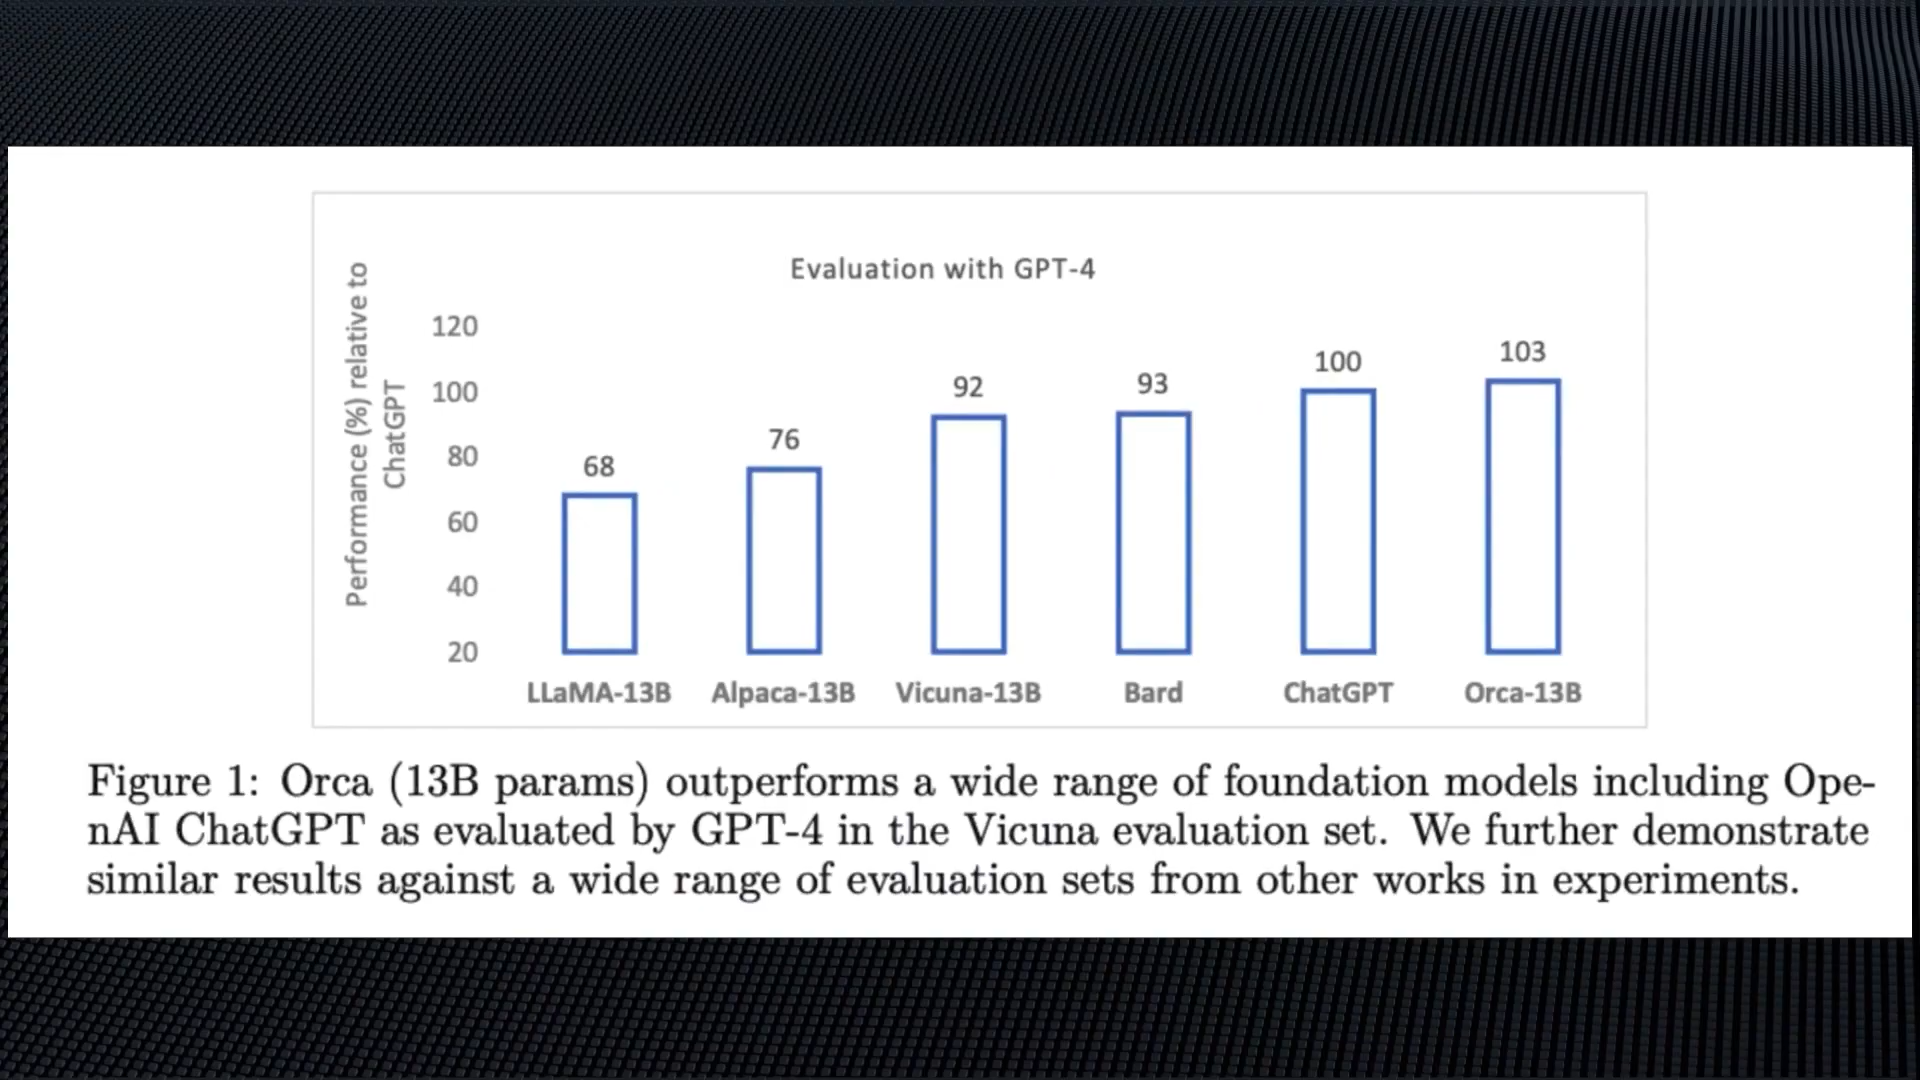 Evaluation with GPT-4
Performance (%) relative to
ChatGPT
120
100
80
60
40
20
68
76
92
93
100
103
LLaMA-13B
Alpaca-13B
Vicuna-13B
Bard
ChatGPT
Orca-13B
Figure 1: Orca (13B params) outperforms a wide range of foundation models including Ope-
nAI ChatGPT as evaluated by GPT-4 in the Vicuna evaluation set. We further demonstrate
similar results against a wide range of evaluation sets from other works in experiments.